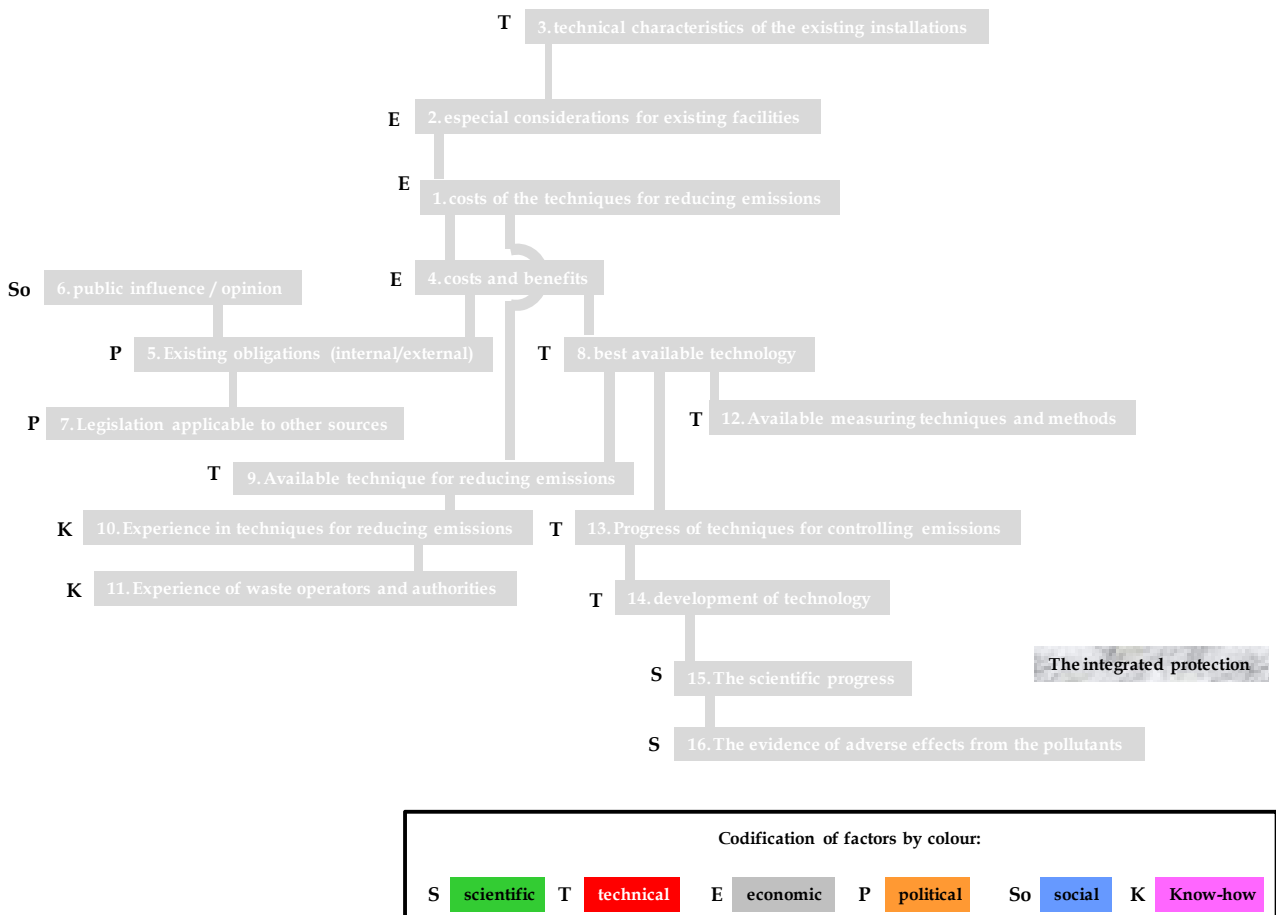 T 3. technical characteristics of the existing installations
E 2. especial considerations for existing facilities
E 1. costs of the techniques for reducing emissions
E 4. costs and benefits
So 6. public influence / opinion
P 5. Existing obligations (internal/external)
T 8. best available technology
P 7. Legislation applicable to other sources
T 12. Available measuring techniques and methods
T 9. Available technique for reducing emissions
K 10. Experience in techniques for reducing emissions
T 13. Progress of techniques for controlling emissions
K 11. Experience of waste operators and authorities
T 14. development of technology
The integrated protection
S 15. The scientific progress
S 16. The evidence of adverse effects from the pollutants
Codification of factors by colour:
S scientific T technical E economic P political So social K Know-how